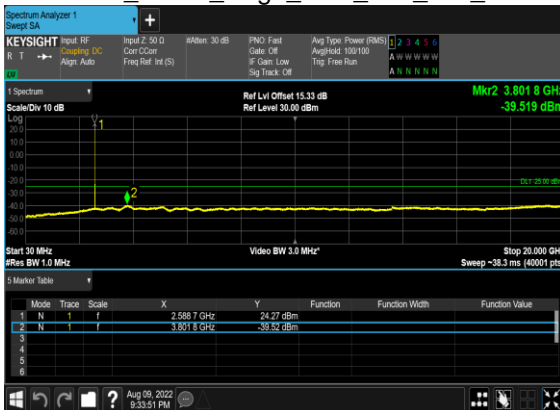 Spectrum Analyzer 1
Swept SA
KEYSIGHT
R T
Input: RF
Coupling: DC
Align: Auto
Input Z: 50 Ω
Corr CCorr
Freq Ref: Int (S)
#Atten: 30 dB
PNO: Fast
Gate: Off
IF Gain: Low
Sig Track: Off
Avg Type: Power (RMS)
Avg|Hold: 100/100
Trig: Free Run
1 2 3 4 5 6
A W W W W W
A N N N N N
1 Spectrum
Scale/Div 10 dB
Ref Lvl Offset 15.33 dB
Ref Level 30.00 dBm
Mkr2 3.801 8 GHz
-39.519 dBm
Log
20.0
10.0
0.00
-10.0
-20.0
-30.0
-40.0
-50.0
-60.0
1
2
Start 30 MHz
#Res BW 1.0 MHz
Video BW 3.0 MHz*
Stop 20.000 GHz
Sweep ~38.3 ms (40001 pts)
5 Marker Table
Mode Trace Scale X Y Function Function Width Function Value
1 N 1 f 2.588 7 GHz 24.27 dBm
2 N 1 f 3.801 8 GHz -39.52 dBm
3
4
5
6
?
Aug 09, 2022
9:33:51 PM